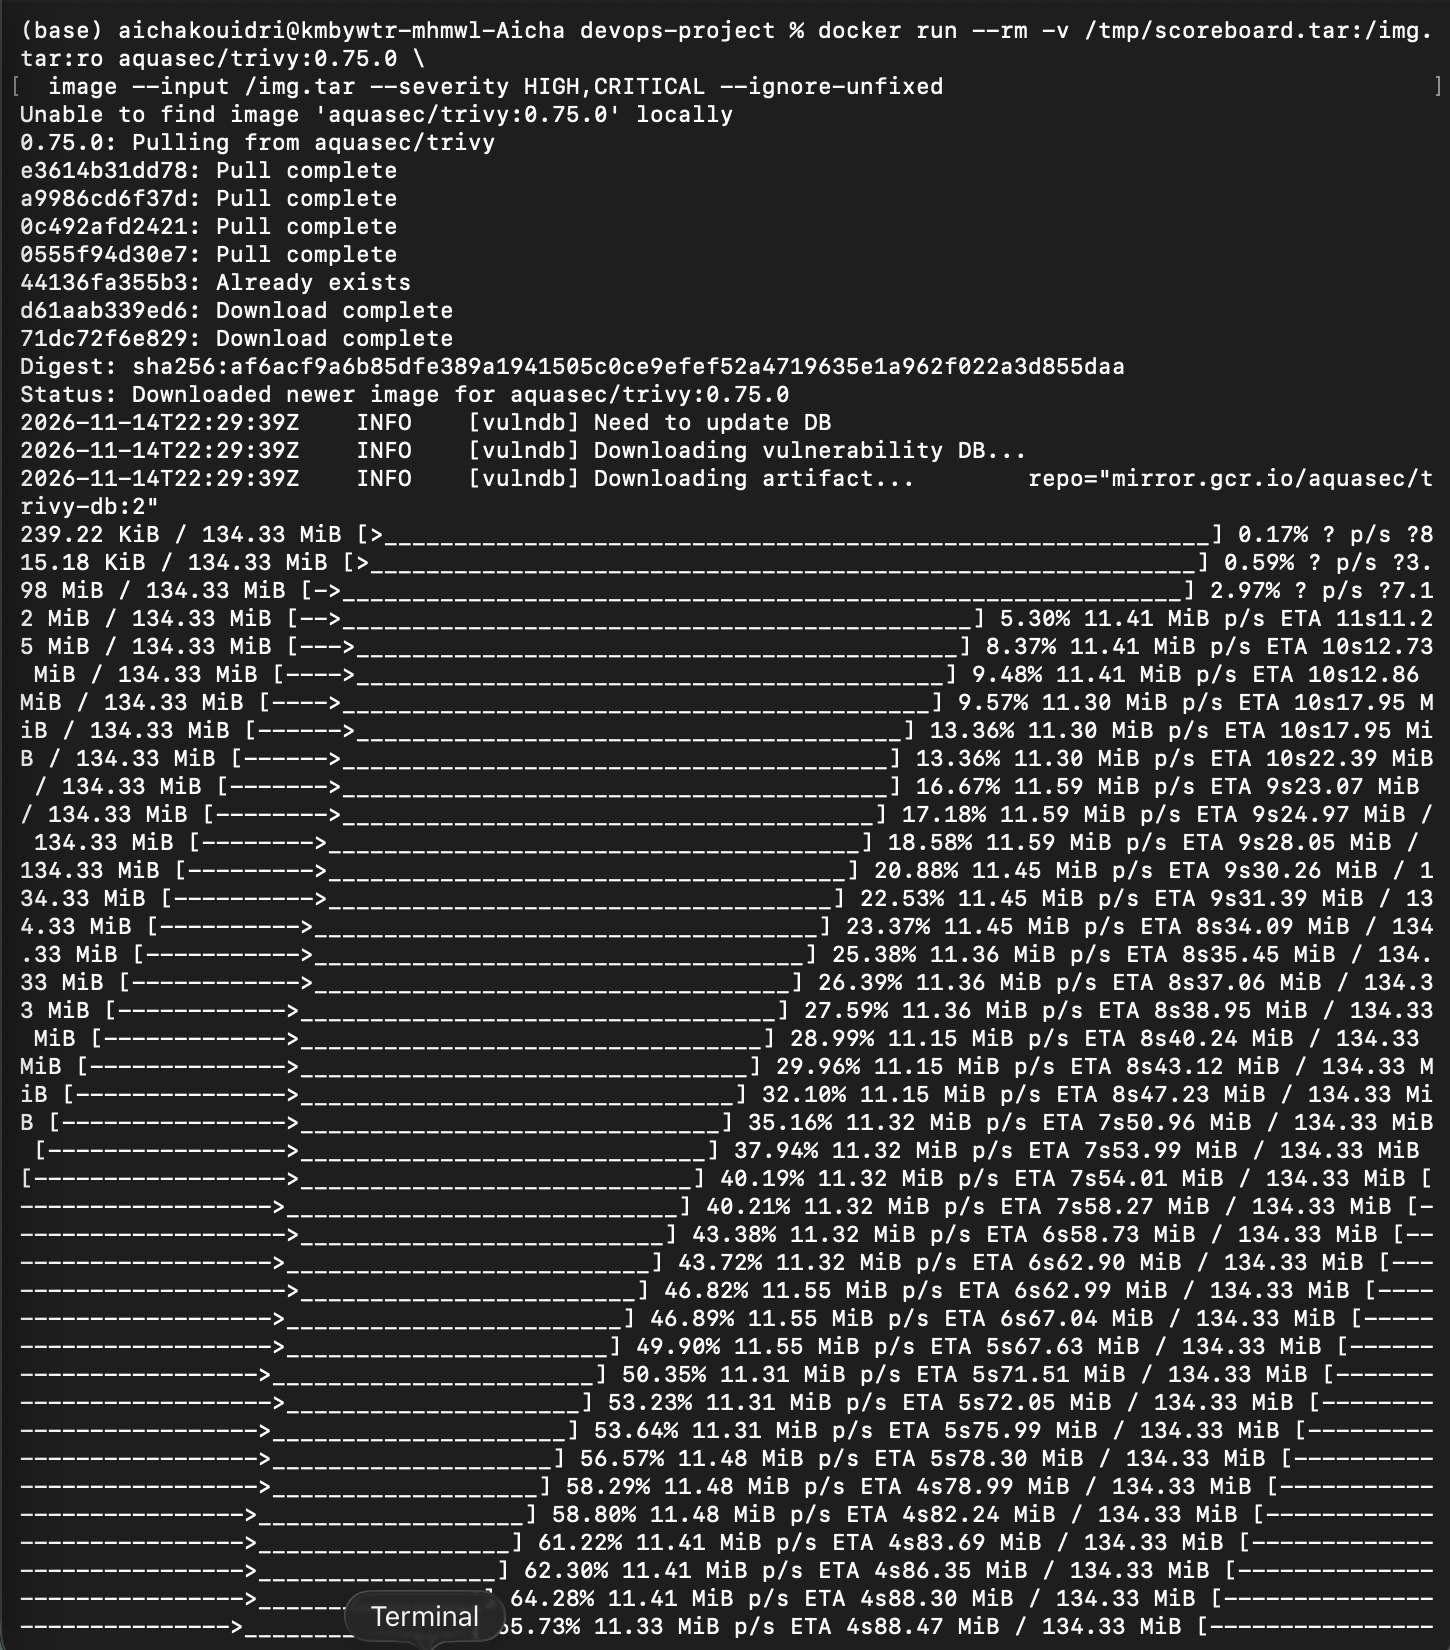 (base) aichakouidri@kmbywtr-mhmwl-Aicha devops-project % docker run --rm -v /tmp/scoreboard.tar:/img.
tar:ro aquasec/trivy:0.75.0 \
[  image --input /img.tar --severity HIGH,CRITICAL --ignore-unfixed ]
Unable to find image 'aquasec/trivy:0.75.0' locally
0.75.0: Pulling from aquasec/trivy
e3614b31dd78: Pull complete
a9986cd6f37d: Pull complete
0c492afd2421: Pull complete
0555f94d30e7: Pull complete
44136fa355b3: Already exists
d61aab339ed6: Download complete
71dc72f6e829: Download complete
Digest: sha256:af6acf9a6b85dfe389a1941505c0ce9efef52a4719635e1a962f022a3d855daa
Status: Downloaded newer image for aquasec/trivy:0.75.0
2026-11-14T22:29:39Z    INFO    [vulndb] Need to update DB
2026-11-14T22:29:39Z    INFO    [vulndb] Downloading vulnerability DB...
2026-11-14T22:29:39Z    INFO    [vulndb] Downloading artifact...        repo="mirror.gcr.io/aquasec/t
rivy-db:2"
239.22 KiB / 134.33 MiB [>___________________________________________________________] 0.17% ? p/s ?8
15.18 KiB / 134.33 MiB [>___________________________________________________________] 0.59% ? p/s ?3.
98 MiB / 134.33 MiB [->____________________________________________________________] 2.97% ? p/s ?7.1
2 MiB / 134.33 MiB [-->_____________________________________________] 5.30% 11.41 MiB p/s ETA 11s11.2
5 MiB / 134.33 MiB [--->___________________________________________] 8.37% 11.41 MiB p/s ETA 10s12.73
 MiB / 134.33 MiB [---->__________________________________________] 9.48% 11.41 MiB p/s ETA 10s12.86
MiB / 134.33 MiB [---->__________________________________________] 9.57% 11.30 MiB p/s ETA 10s17.95 M
iB / 134.33 MiB [------>________________________________________] 13.36% 11.30 MiB p/s ETA 10s17.95 Mi
B / 134.33 MiB [------>_______________________________________] 13.36% 11.30 MiB p/s ETA 10s22.39 MiB
 / 134.33 MiB [------->_______________________________________] 16.67% 11.59 MiB p/s ETA 9s23.07 MiB
/ 134.33 MiB [-------->______________________________________] 17.18% 11.59 MiB p/s ETA 9s24.97 MiB /
 134.33 MiB [-------->_______________________________________] 18.58% 11.59 MiB p/s ETA 9s28.05 MiB /
134.33 MiB [--------->______________________________________] 20.88% 11.45 MiB p/s ETA 9s30.26 MiB / 1
34.33 MiB [---------->____________________________________] 22.53% 11.45 MiB p/s ETA 9s31.39 MiB / 13
4.33 MiB [---------->____________________________________] 23.37% 11.45 MiB p/s ETA 8s34.09 MiB / 134
.33 MiB [----------->___________________________________] 25.38% 11.36 MiB p/s ETA 8s35.45 MiB / 134.
33 MiB [------------>__________________________________] 26.39% 11.36 MiB p/s ETA 8s37.06 MiB / 134.3
3 MiB [------------>__________________________________] 27.59% 11.36 MiB p/s ETA 8s38.95 MiB / 134.33
 MiB [------------->_________________________________] 28.99% 11.15 MiB p/s ETA 8s40.24 MiB / 134.33
MiB [-------------->________________________________] 29.96% 11.15 MiB p/s ETA 8s43.12 MiB / 134.33 M
iB [--------------->_______________________________] 32.10% 11.15 MiB p/s ETA 8s47.23 MiB / 134.33 Mi
B [---------------->______________________________] 35.16% 11.32 MiB p/s ETA 7s50.96 MiB / 134.33 MiB
 [----------------->_____________________________] 37.94% 11.32 MiB p/s ETA 7s53.99 MiB / 134.33 MiB
[------------------>____________________________] 40.19% 11.32 MiB p/s ETA 7s54.01 MiB / 134.33 MiB [
------------------>____________________________] 40.21% 11.32 MiB p/s ETA 7s58.27 MiB / 134.33 MiB [-
------------------->__________________________] 43.38% 11.32 MiB p/s ETA 6s58.73 MiB / 134.33 MiB [--
------------------>__________________________] 43.72% 11.32 MiB p/s ETA 6s62.90 MiB / 134.33 MiB [---
------------------->________________________] 46.82% 11.55 MiB p/s ETA 6s62.99 MiB / 134.33 MiB [----
------------------>________________________] 46.89% 11.55 MiB p/s ETA 6s67.04 MiB / 134.33 MiB [-----
------------------>_______________________] 49.90% 11.55 MiB p/s ETA 5s67.63 MiB / 134.33 MiB [------
----------------->_______________________] 50.35% 11.31 MiB p/s ETA 5s71.51 MiB / 134.33 MiB [-------
------------------>_____________________] 53.23% 11.31 MiB p/s ETA 5s72.05 MiB / 134.33 MiB [--------
----------------->_____________________] 53.64% 11.31 MiB p/s ETA 5s75.99 MiB / 134.33 MiB [---------
----------------->____________________] 56.57% 11.48 MiB p/s ETA 5s78.30 MiB / 134.33 MiB [----------
----------------->___________________] 58.29% 11.48 MiB p/s ETA 4s78.99 MiB / 134.33 MiB [-----------
---------------->___________________] 58.80% 11.48 MiB p/s ETA 4s82.24 MiB / 134.33 MiB [------------
---------------->__________________] 61.22% 11.41 MiB p/s ETA 4s83.69 MiB / 134.33 MiB [-------------
---------------->_________________] 62.30% 11.41 MiB p/s ETA 4s86.35 MiB / 134.33 MiB [--------------
---------------->______ ] 64.28% 11.41 MiB p/s ETA 4s88.30 MiB / 134.33 MiB [---------------
--------------->________ 5.73% 11.33 MiB p/s ETA 4s88.47 MiB / 134.33 MiB [----------------
Terminal